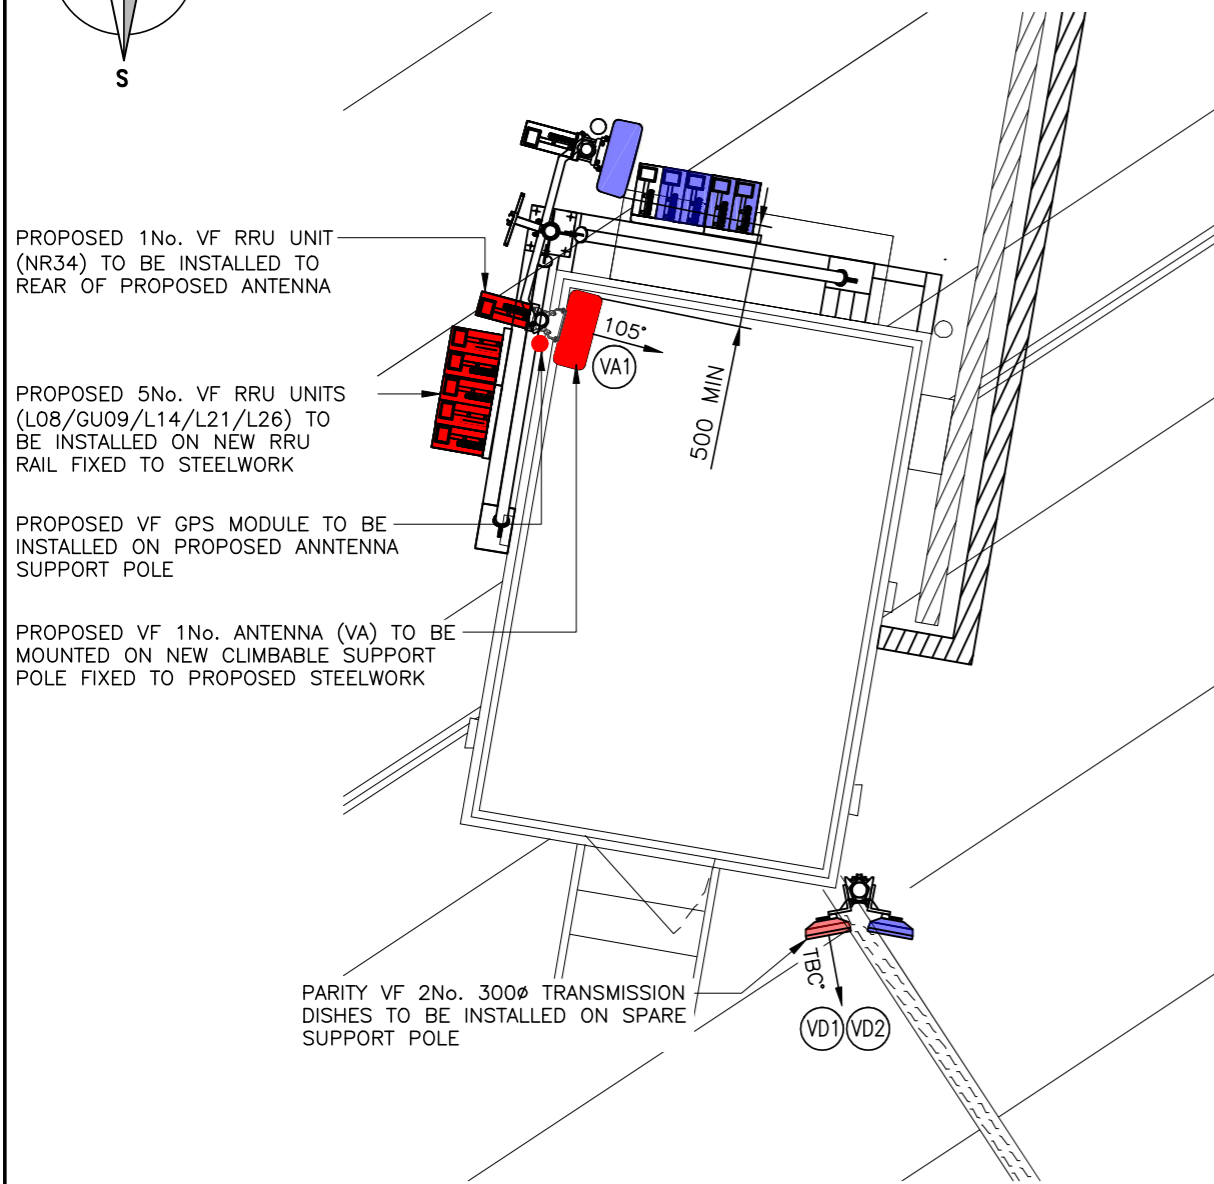 S
PROPOSED 1No. VF RRU UNIT
(NR34) TO BE INSTALLED TO
REAR OF PROPOSED ANTENNA
105°
VA1
500 MIN
PROPOSED 5No. VF RRU UNITS
(L08/GU09/L14/L21/L26) TO
BE INSTALLED ON NEW RRU
RAIL FIXED TO STEELWORK
PROPOSED VF GPS MODULE TO BE
INSTALLED ON PROPOSED ANNTENNA
SUPPORT POLE
PROPOSED VF 1No. ANTENNA (VA) TO BE
MOUNTED ON NEW CLIMBABLE SUPPORT
POLE FIXED TO PROPOSED STEELWORK
PARITY VF 2No. 300ø TRANSMISSION
DISHES TO BE INSTALLED ON SPARE
SUPPORT POLE
TBC°
VD1 VD2